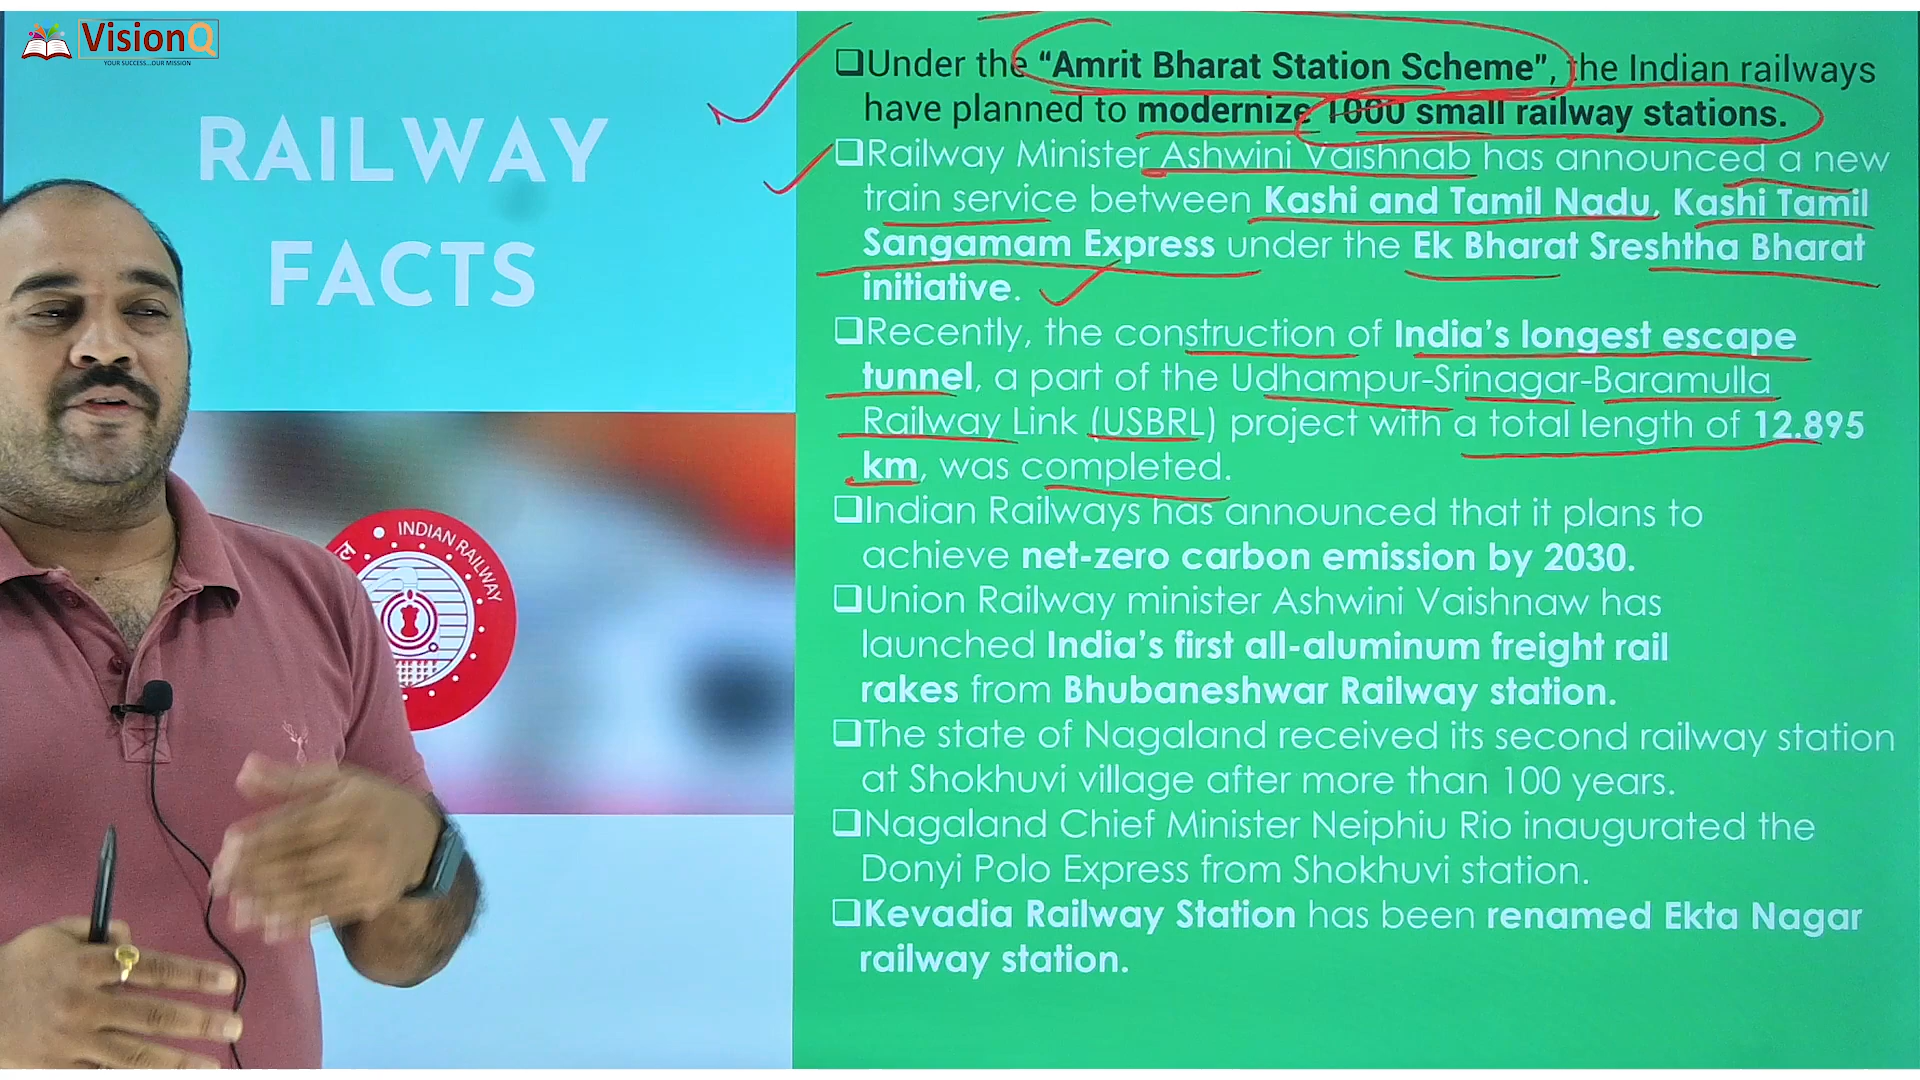 VisionQ
YOUR SUCCESS...OUR MISSION
RAILWAY
FACTS
INDIAN RAILWAY
❑Under the “Amrit Bharat Station Scheme”, the Indian railways
have planned to modernize 1000 small railway stations.
❑Railway Minister Ashwini Vaishnab has announced a new
train service between Kashi and Tamil Nadu, Kashi Tamil
Sangamam Express under the Ek Bharat Sreshtha Bharat
initiative.
❑Recently, the construction of India’s longest escape
tunnel, a part of the Udhampur-Srinagar-Baramulla
Railway Link (USBRL) project with a total length of 12.895
km, was completed.
❑Indian Railways has announced that it plans to
achieve net-zero carbon emission by 2030.
❑Union Railway minister Ashwini Vaishnaw has
launched India’s first all-aluminum freight rail
rakes from Bhubaneshwar Railway station.
❑The state of Nagaland received its second railway station
at Shokhuvi village after more than 100 years.
❑Nagaland Chief Minister Neiphiu Rio inaugurated the
Donyi Polo Express from Shokhuvi station.
❑Kevadia Railway Station has been renamed Ekta Nagar
railway station.